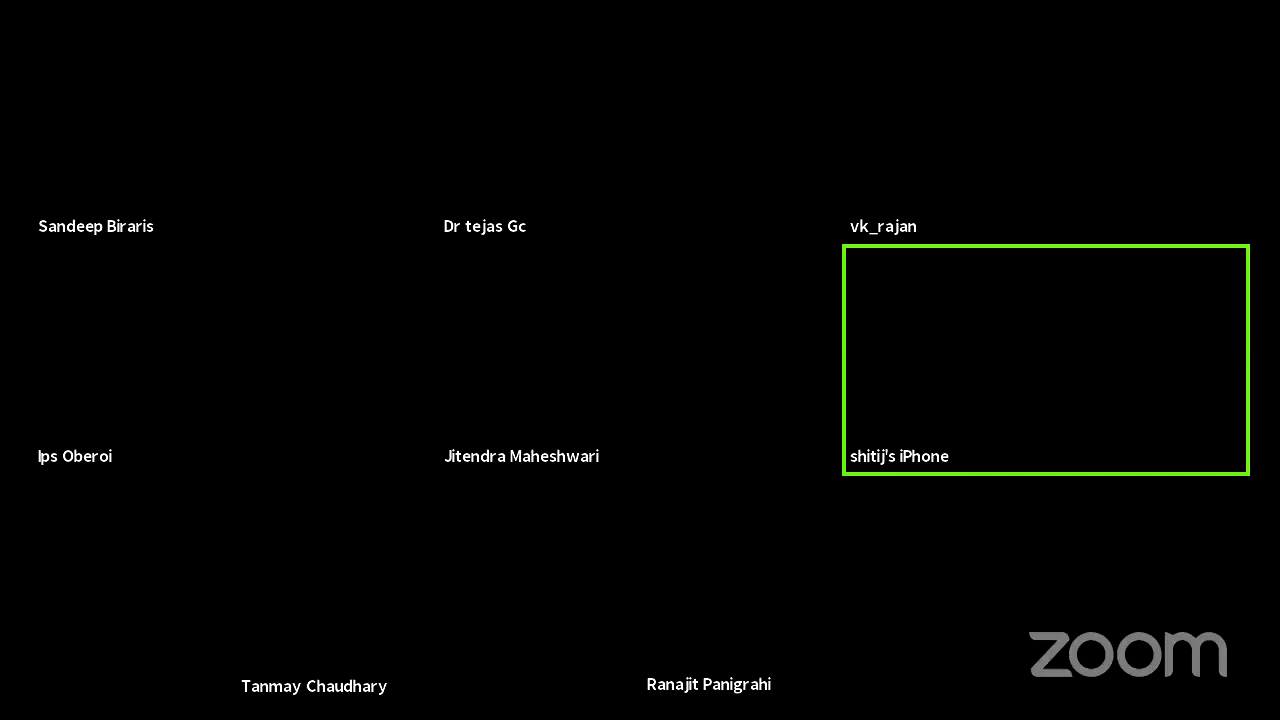 Sandeep Biraris
Dr tejas Gc
vk_rajan
Ips Oberoi
Jitendra Maheshwari
shitij's iPhone
Tanmay Chaudhary
Ranajit Panigrahi
zoom